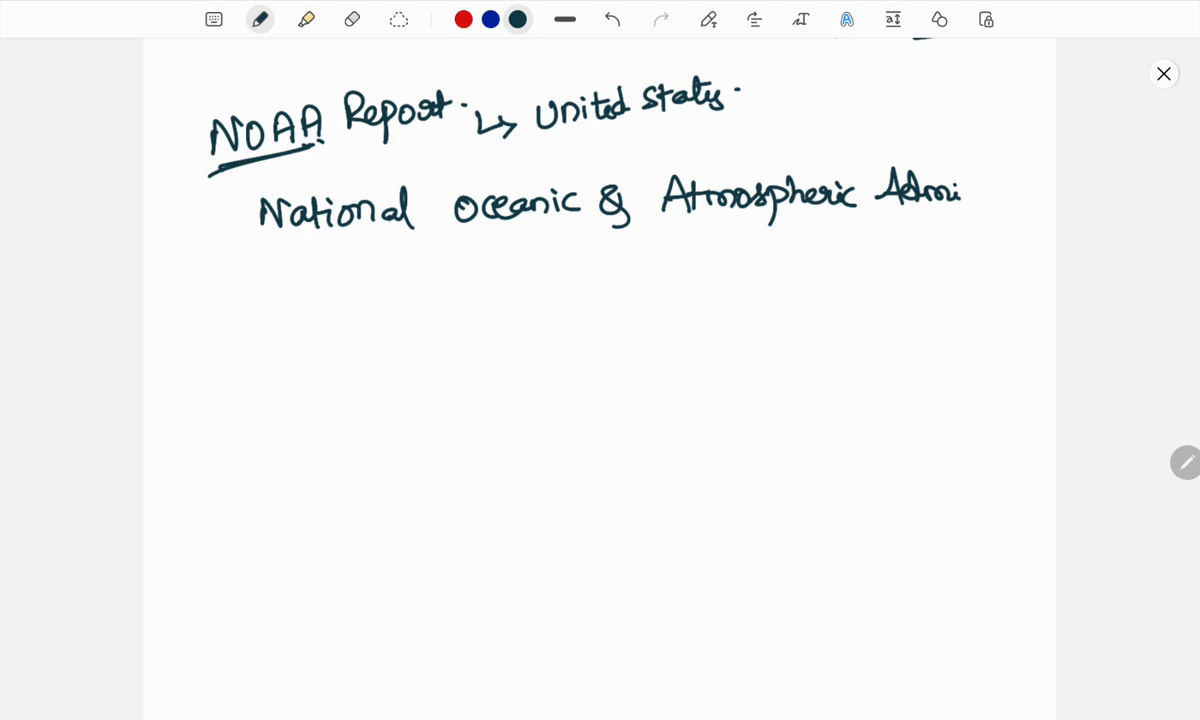 NOAA Report. ↳ United States.
National Oceanic & Atmospheric Admi